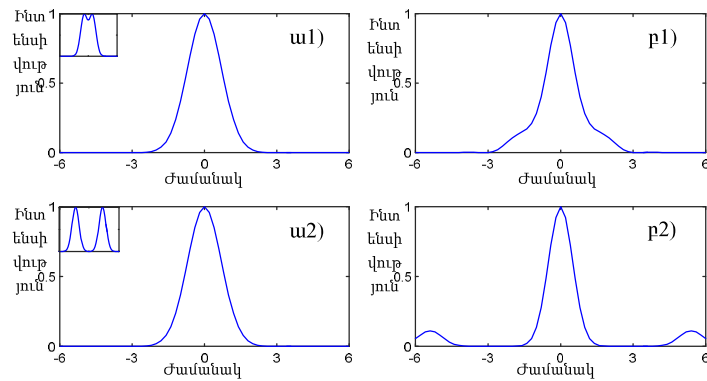 Ինտ
ենսի
վութ
յուն
1
0.5
0
-6
-3
0
3
6
Ժամանակ
ա1)
Ինտ
ենսի
վութ
յուն
1
0.5
0
-6
-3
0
3
6
Ժամանակ
բ1)
Ինտ
ենսի
վութ
յուն
1
0.5
0
-6
-3
0
3
6
Ժամանակ
ա2)
Ինտ
ենսի
վութ
յուն
1
0.5
0
-6
-3
0
3
6
Ժամանակ
բ2)